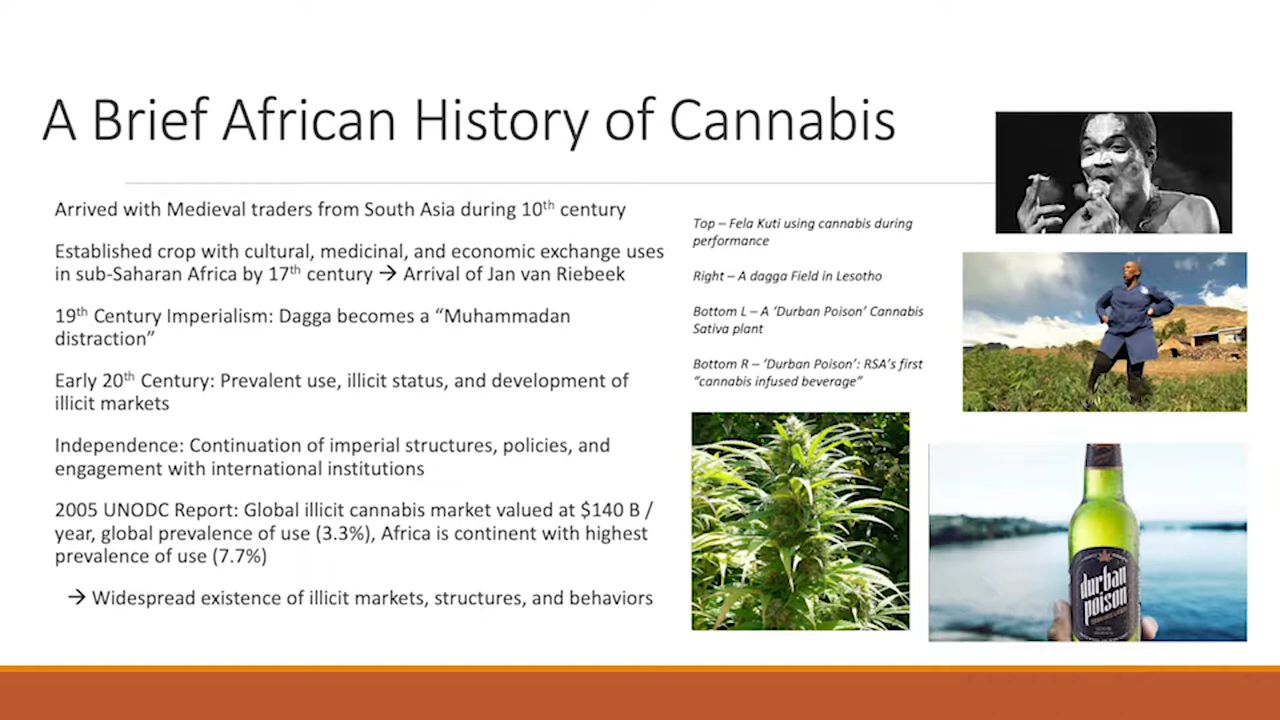 A Brief African History of Cannabis
Arrived with Medieval traders from South Asia during 10th century
Established crop with cultural, medicinal, and economic exchange uses
in sub-Saharan Africa by 17th century → Arrival of Jan van Riebeek
19th Century Imperialism: Dagga becomes a “Muhammadan
distraction”
Early 20th Century: Prevalent use, illicit status, and development of
illicit markets
Independence: Continuation of imperial structures, policies, and
engagement with international institutions
2005 UNODC Report: Global illicit cannabis market valued at $140 B /
year, global prevalence of use (3.3%), Africa is continent with highest
prevalence of use (7.7%)
→ Widespread existence of illicit markets, structures, and behaviors
Top – Fela Kuti using cannabis during
performance
Right – A dagga Field in Lesotho
Bottom L – A ‘Durban Poison’ Cannabis
Sativa plant
Bottom R – ‘Durban Poison’: RSA’s first
“cannabis infused beverage”
durban
poison